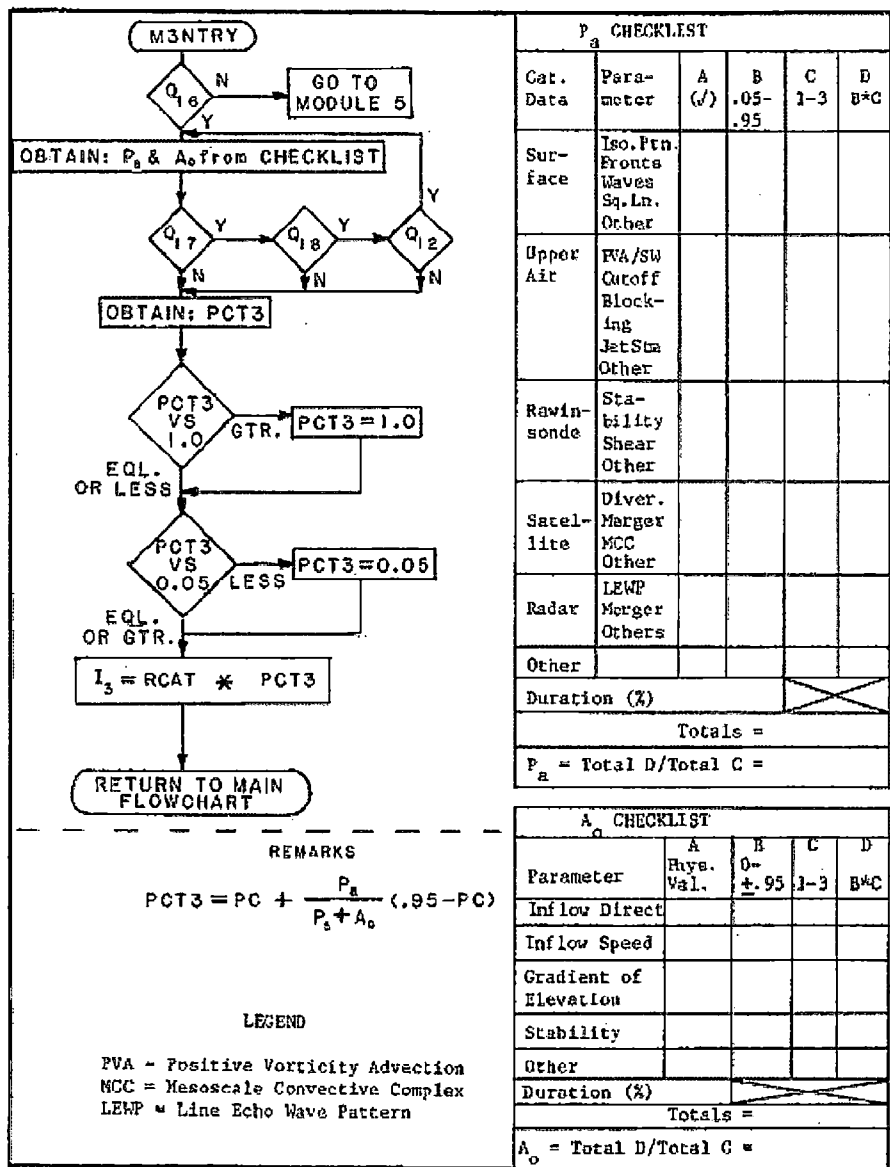 M3NTRY
Q16
N
GO TO
MODULE 5
Y
OBTAIN: Pa & Ao from CHECKLIST
Y
Q17
Y
Q18
Y
Q12
N
N
N
OBTAIN: PCT3
PCT3
VS
1.0
GTR.
PCT3=1.0
EQL.
OR LESS
PCT3
VS
0.05
LESS
PCT3=0.05
EQL.
OR GTR.
I3 = RCAT * PCT3
RETURN TO MAIN
FLOWCHART
REMARKS
PCT3 = PC + Pa / (Pa + Ao) (.95-PC)
LEGEND
PVA = Positive Vorticity Advection
MCC = Mesoscale Convective Complex
LEWP = Line Echo Wave Pattern
Pa CHECKLIST
Cat. Data
Para-meter
A (√)
B .05-.95
C 1-3
D B*C
Sur-face
Iso.Ptn.
Fronts
Waves
Sq.Ln.
Other
Upper Air
PVA/SW
Cutoff
Block-
ing
JetStm
Other
Rawin-sonde
Sta-
bility
Shear
Other
Satel-lite
Diver.
Merger
MCC
Other
Radar
LEWP
Merger
Others
Other
Duration (%)
Totals =
Pa = Total D/Total C =
Ao CHECKLIST
Parameter
A Phys. Val.
B 0-±.95
C 1-3
D B*C
Inflow Direct
Inflow Speed
Gradient of
Elevation
Stability
Other
Duration (%)
Totals =
Ao = Total D/Total C =